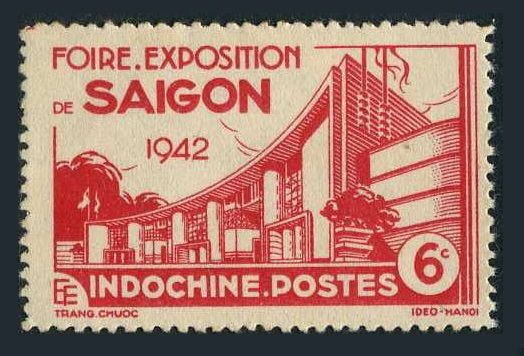 FOIRE.EXPOSITION
DE SAIGON
1942
INDOCHINE.POSTES 6c
TRANG.CHUOC IDEO-HANOI